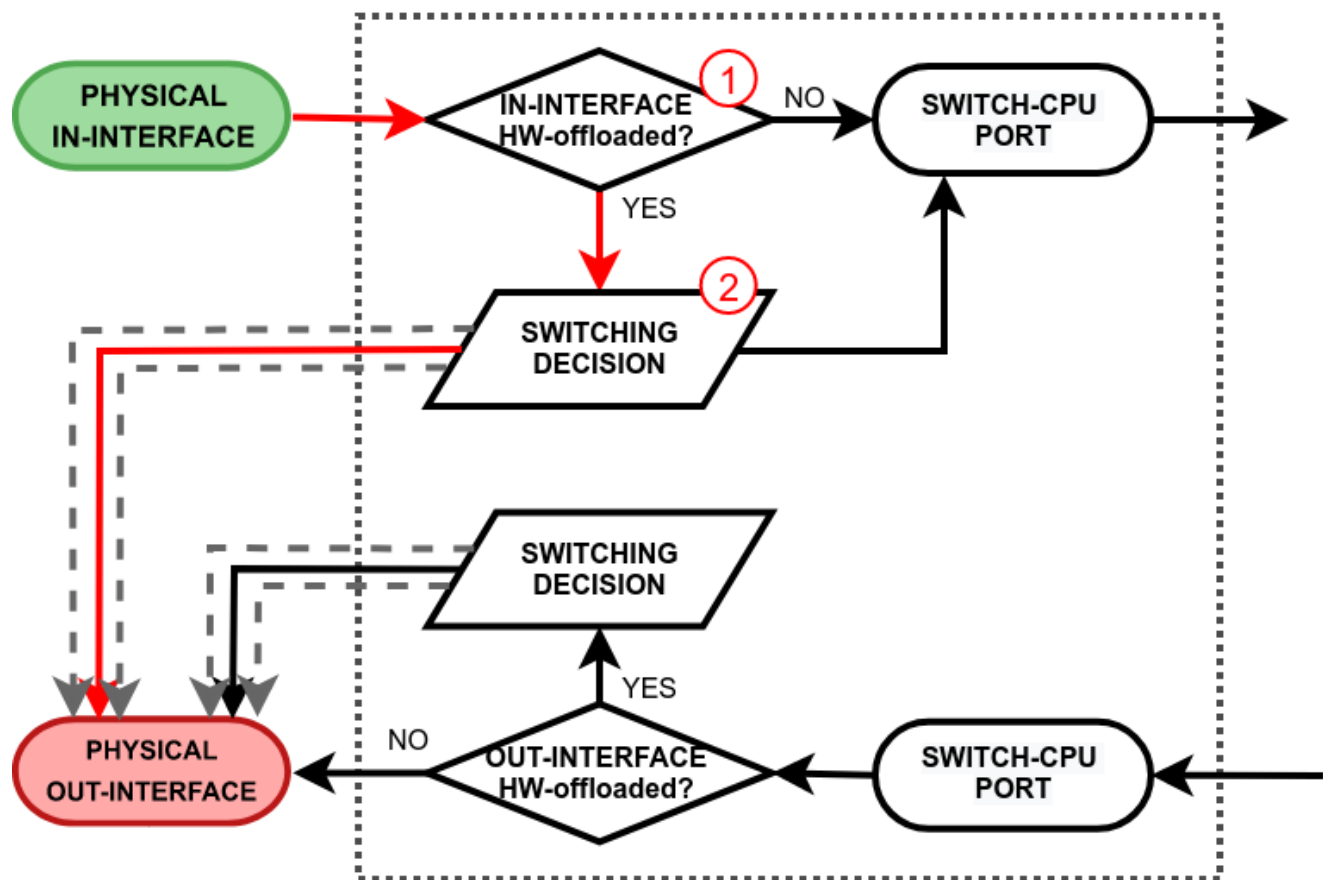 PHYSICAL
IN-INTERFACE
IN-INTERFACE
HW-offloaded?
1
NO
SWITCH-CPU
PORT
YES
2
SWITCHING
DECISION
SWITCHING
DECISION
YES
NO
PHYSICAL
OUT-INTERFACE
OUT-INTERFACE
HW-offloaded?
SWITCH-CPU
PORT